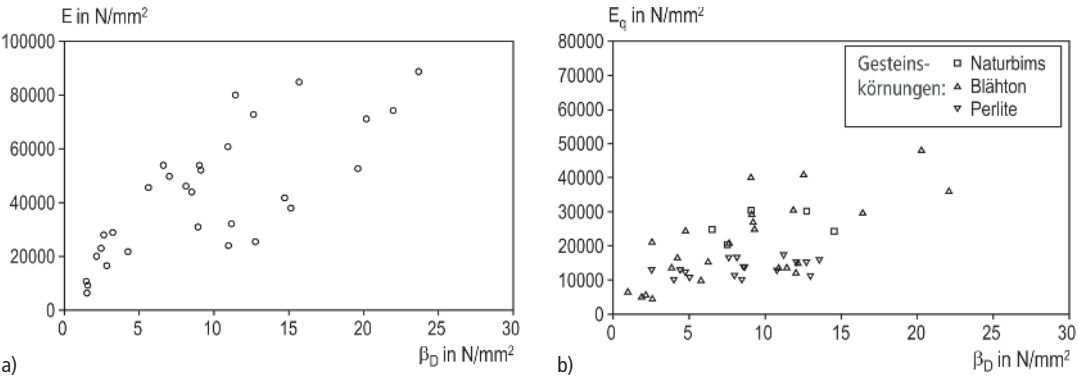 E in N/mm²
100000
80000
60000
40000
20000
0
0 5 10 15 20 25 30
β_D in N/mm²
a)
E_q in N/mm²
80000
70000
60000
50000
40000
30000
20000
10000
0
0 5 10 15 20 25 30
β_D in N/mm²
b)
Gesteins-
körnungen:
Naturbims
Blähton
Perlite